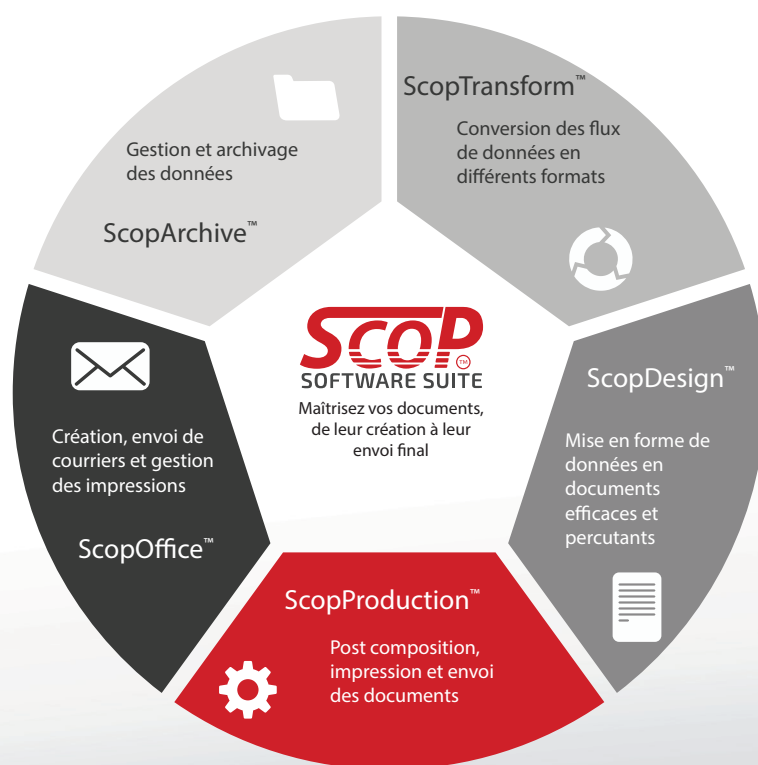 ScopTransform™
Conversion des flux
de données en
différents formats
Gestion et archivage
des données
ScopArchive™
SCOP™
SOFTWARE SUITE
Maîtrisez vos documents,
de leur création à leur
envoi final
ScopDesign™
Mise en forme de
données en
documents
efficaces et
percutants
Création, envoi de
courriers et gestion
des impressions
ScopOffice™
ScopProduction™
Post composition,
impression et envoi
des documents